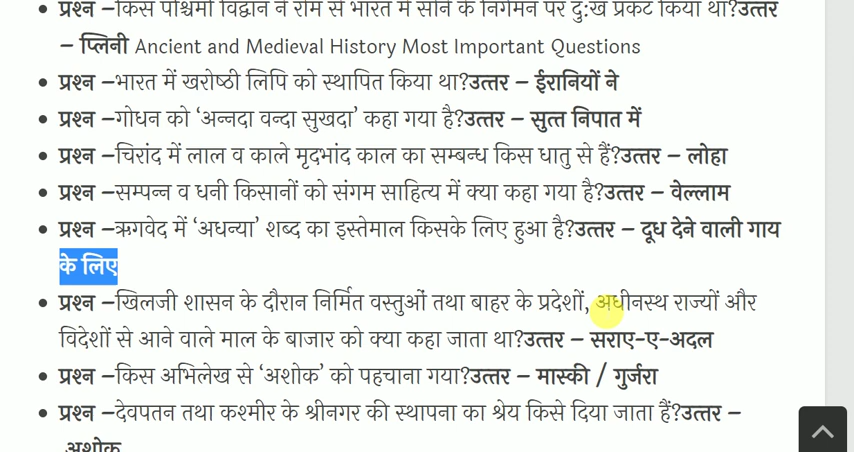 प्रश्न –किस पश्चिमी विद्वान ने रोम से भारत में सोने के निर्गमन पर दु:ख प्रकट किया था?उत्तर
– प्लिनी Ancient and Medieval History Most Important Questions
प्रश्न –भारत में खरोष्ठी लिपि को स्थापित किया था?उत्तर – ईरानियों ने
प्रश्न –गोधन को ‘अन्नदा वन्दा सुखदा’ कहा गया है?उत्तर – सुत्त निपात में
प्रश्न –चिरांद में लाल व काले मृदभांद काल का सम्बन्ध किस धातु से हैं?उत्तर – लोहा
प्रश्न –सम्पन्न व धनी किसानों को संगम साहित्य में क्या कहा गया है?उत्तर – वेल्लाम
प्रश्न –ऋगवेद में ‘अधन्या’ शब्द का इस्तेमाल किसके लिए हुआ है?उत्तर – दूध देने वाली गाय
के लिए
प्रश्न –खिलजी शासन के दौरान निर्मित वस्तुओं तथा बाहर के प्रदेशों, अधीनस्थ राज्यों और
विदेशों से आने वाले माल के बाजार को क्या कहा जाता था?उत्तर – सराए-ए-अदल
प्रश्न –किस अभिलेख से ‘अशोक’ को पहचाना गया?उत्तर – मास्की / गुर्जरा
प्रश्न –देवपतन तथा कश्मीर के श्रीनगर की स्थापना का श्रेय किसे दिया जाता हैं?उत्तर –
अशोक